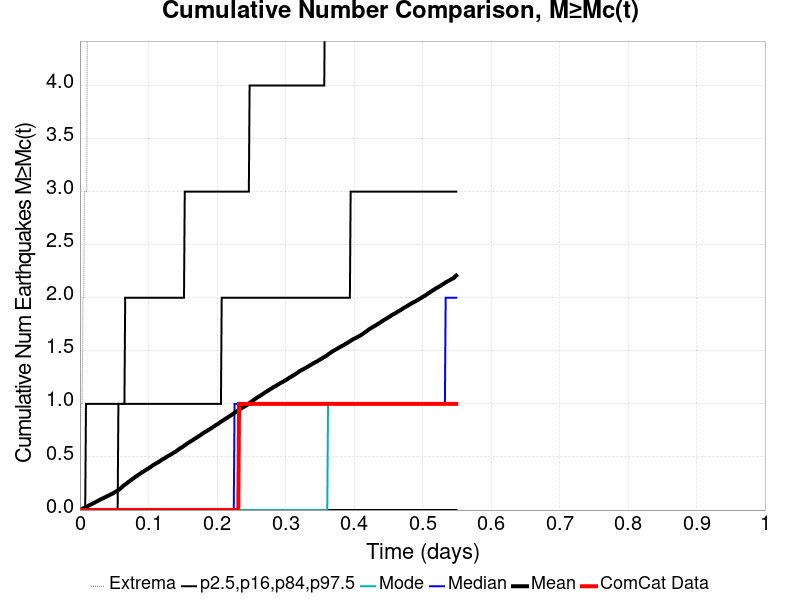 Cumulative Number Comparison, M≥Mc(t)
Cumulative Num Earthquakes M≥Mc(t)
4.0
3.5
3.0
2.5
2.0
1.5
1.0
0.5
0.0
0 0.1 0.2 0.3 0.4 0.5 0.6 0.7 0.8 0.9 1
Time (days)
Extrema p2.5,p16,p84,p97.5 Mode Median Mean ComCat Data